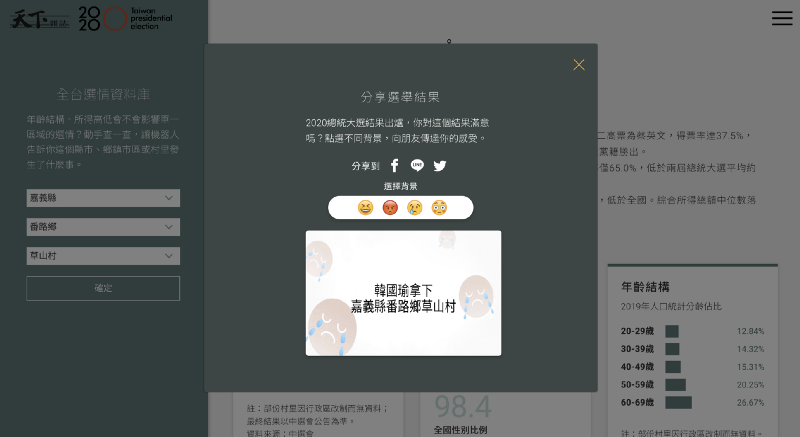 天下雜誌
2020
Taiwan
presidential
election
全台選情資料庫
年齡結構、所得高低會不會影響單一
區域的選情？動手查一查，讓機器人
告訴你這個縣市、鄉鎮市區或村里發
生了什麼事。
嘉義縣
番路鄉
草山村
確定
分享選舉結果
2020總統大選結果出爐，你對這個結果滿意
嗎？點選不同背景，向朋友傳達你的感受。
分享到
LINE
選擇背景
韓國瑜拿下
嘉義縣番路鄉草山村
二高票為蔡英文，得票率達37.5%，
黨籍勝出。
僅65.0%，低於兩屆總統大選平均約
，低於全國。綜合所得總額中位數落
年齡結構
2019年人口統計分齡佔比
20-29歲 12.84%
30-39歲 14.32%
40-49歲 15.31%
50-59歲 20.25%
60-69歲 26.67%
註：部份村里因行政區改制而無資料。
註：部份村里因行政區改制而無資料；
最終結果以中選會公告為準。
資料來源：中選會
98.4
全國性別比例